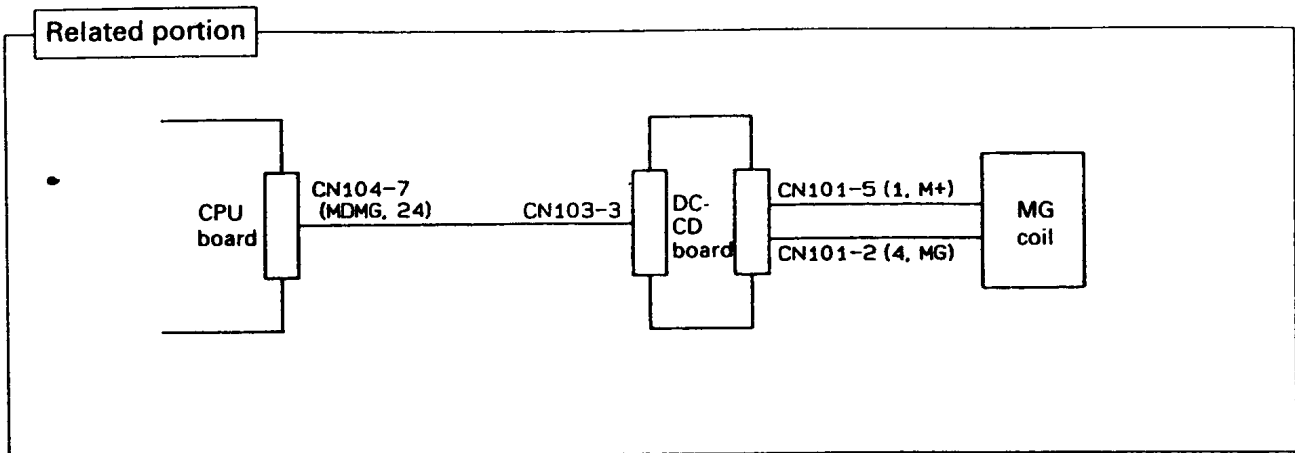 Related portion
CPU
board
CN104-7
(MDMG, 24)
CN103-3
DC-
CD
board
CN101-5 (1, M+)
CN101-2 (4, MG)
MG
coil